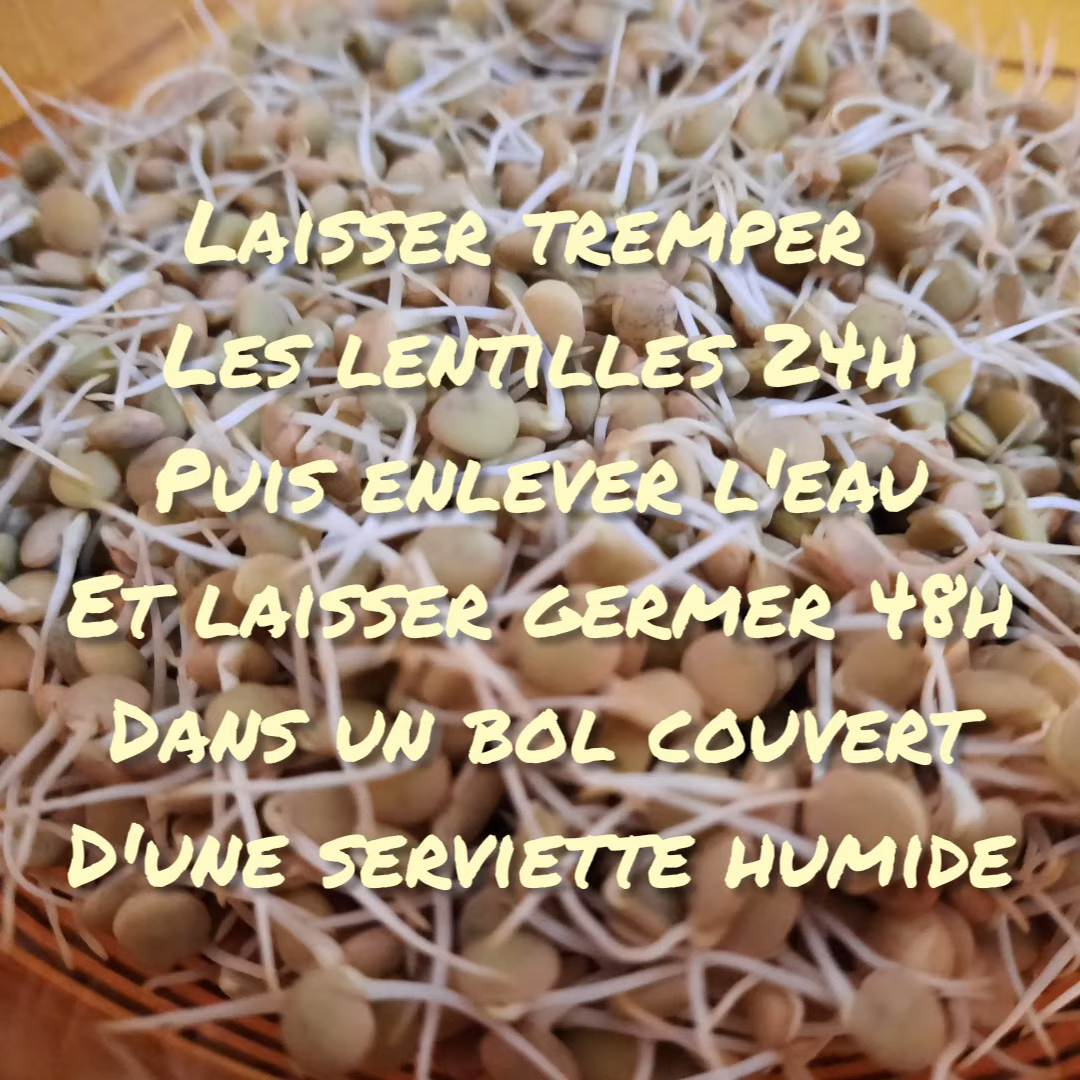 Laisser tremper
Les lentilles 24h
Puis enlever l'eau
Et laisser germer 48h
Dans un bol couvert
D'une serviette humide